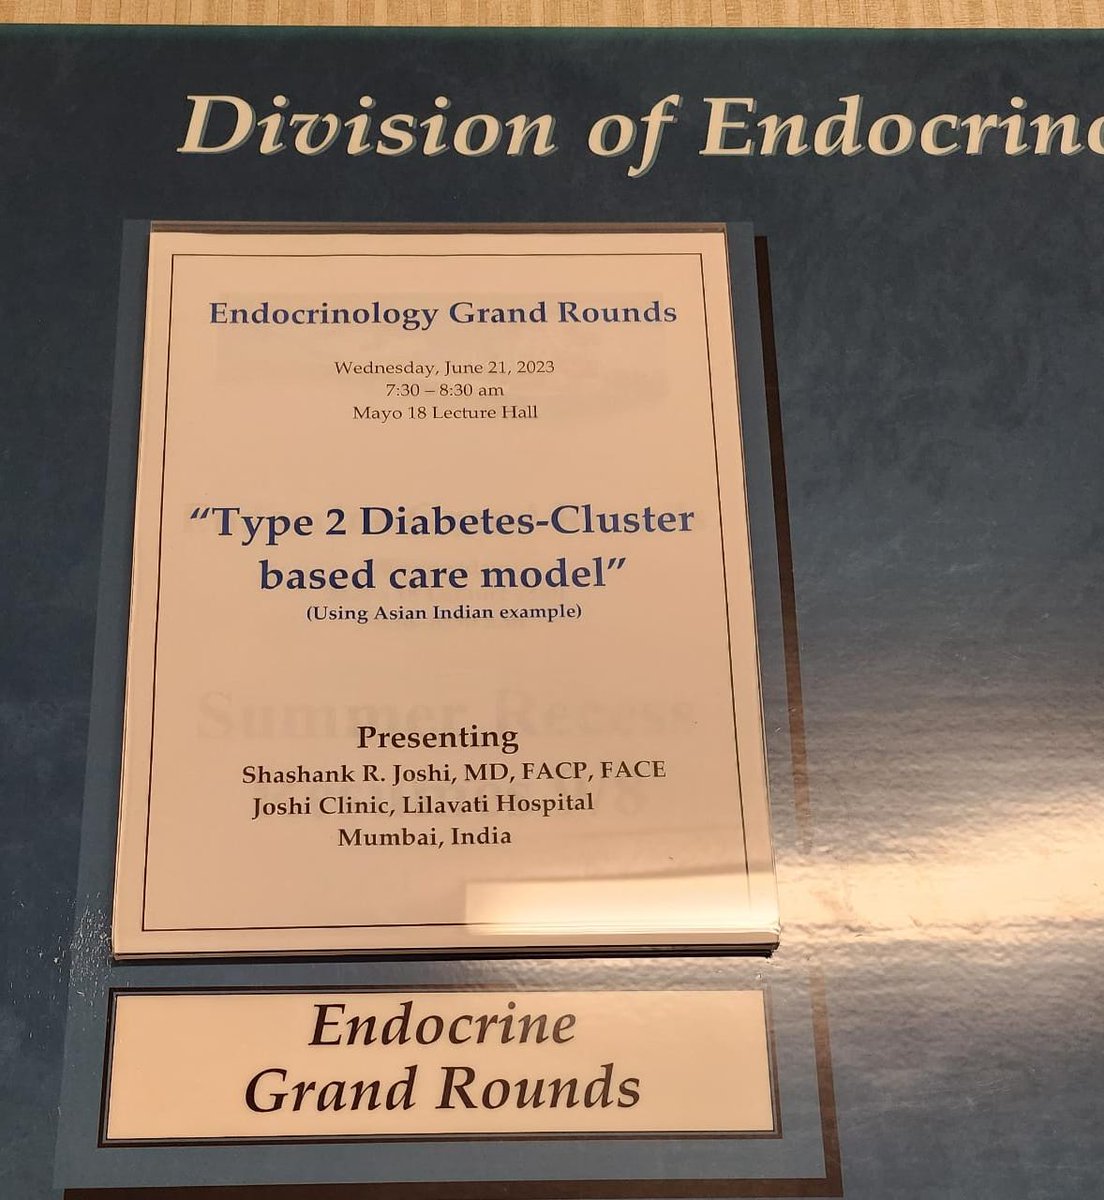 Division of
Endocrinology Grand Rounds
Wednesday, June 21, 2023
7:30 – 8:30 am
Mayo 18 Lecture Hall
“Type 2 Diabetes-Cluster
based care model”
(Using Asian Indian example)
Summer Recess
Presenting
Shashank R. Joshi, MD, FACP, FACE
Joshi Clinic, Lilavati Hospital
Mumbai, India
Endocrine
Grand Rounds